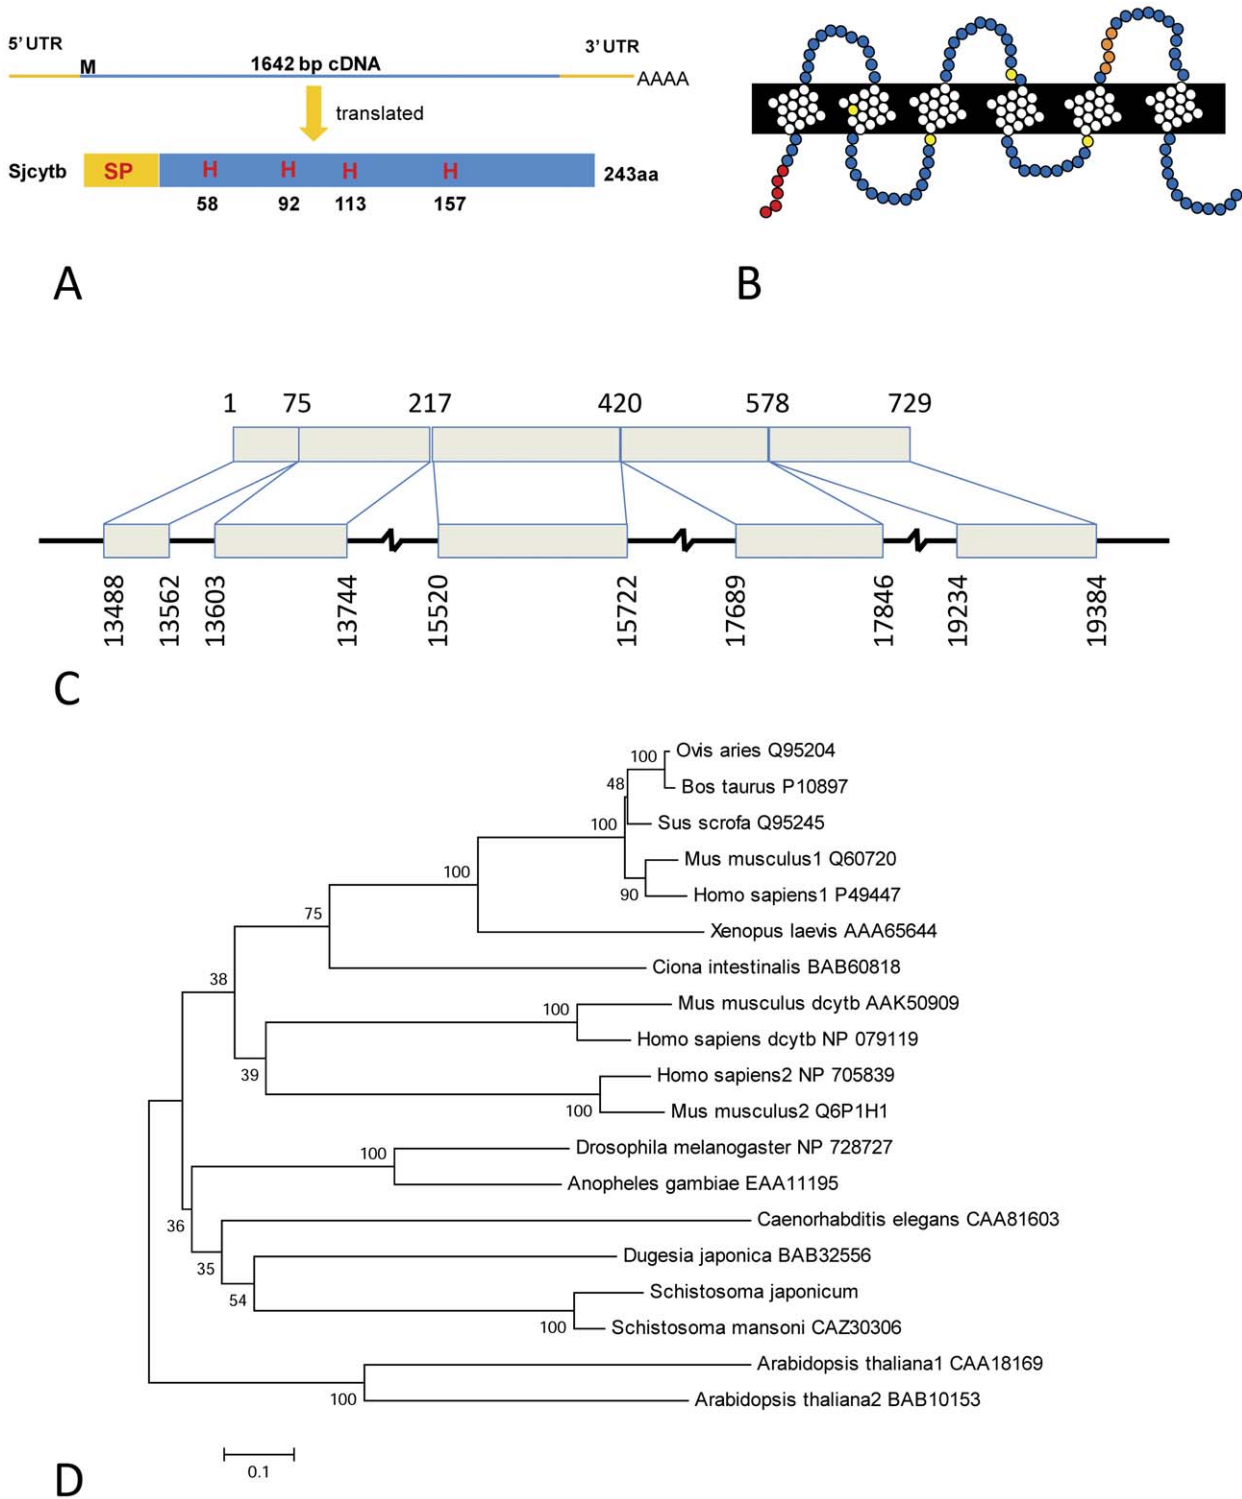 5' UTR
3' UTR
M
1642 bp cDNA
AAAA
translated
Sjcytb
SP
H
H
H
H
243aa
58
92
113
157
A
B
1
75
217
420
578
729
13488
13562
13603
13744
15520
15722
17689
17846
19234
19384
C
100
Ovis aries Q95204
48
Bos taurus P10897
100
Sus scrofa Q95245
Mus musculus1 Q60720
100
90
Homo sapiens1 P49447
75
Xenopus laevis AAA65644
Ciona intestinalis BAB60818
38
100
Mus musculus dcytb AAK50909
Homo sapiens dcytb NP 079119
39
Homo sapiens2 NP 705839
100
Mus musculus2 Q6P1H1
100
Drosophila melanogaster NP 728727
Anopheles gambiae EAA11195
36
Caenorhabditis elegans CAA81603
35
Dugesia japonica BAB32556
54
Schistosoma japonicum
100
Schistosoma mansoni CAZ30306
Arabidopsis thaliana1 CAA18169
100
Arabidopsis thaliana2 BAB10153
0.1
D